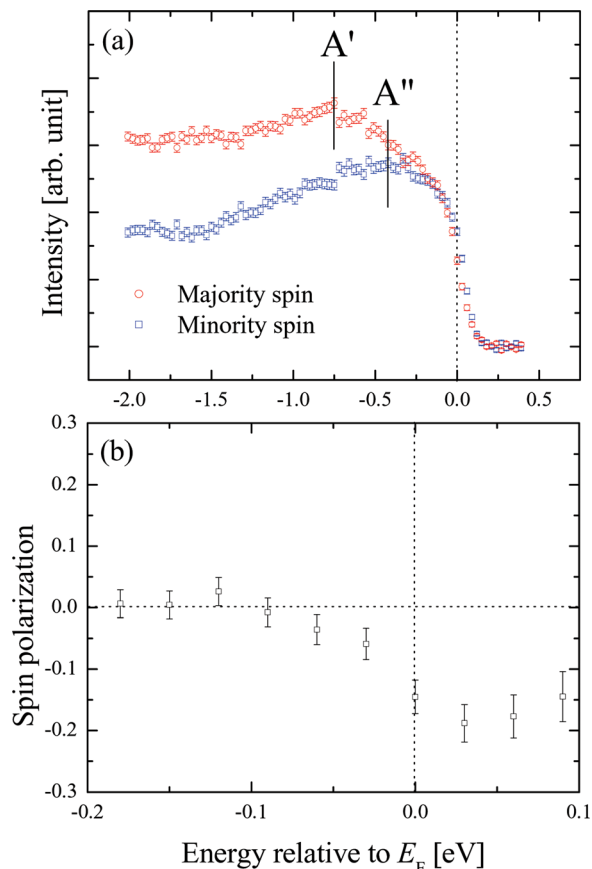 (a)
A'
A''
Intensity [arb. unit]
Majority spin
Minority spin
-2.0 -1.5 -1.0 -0.5 0.0 0.5
(b)
Spin polarization
0.3
0.2
0.1
0.0
-0.1
-0.2
-0.3
-0.2 -0.1 0.0 0.1
Energy relative to E_F [eV]